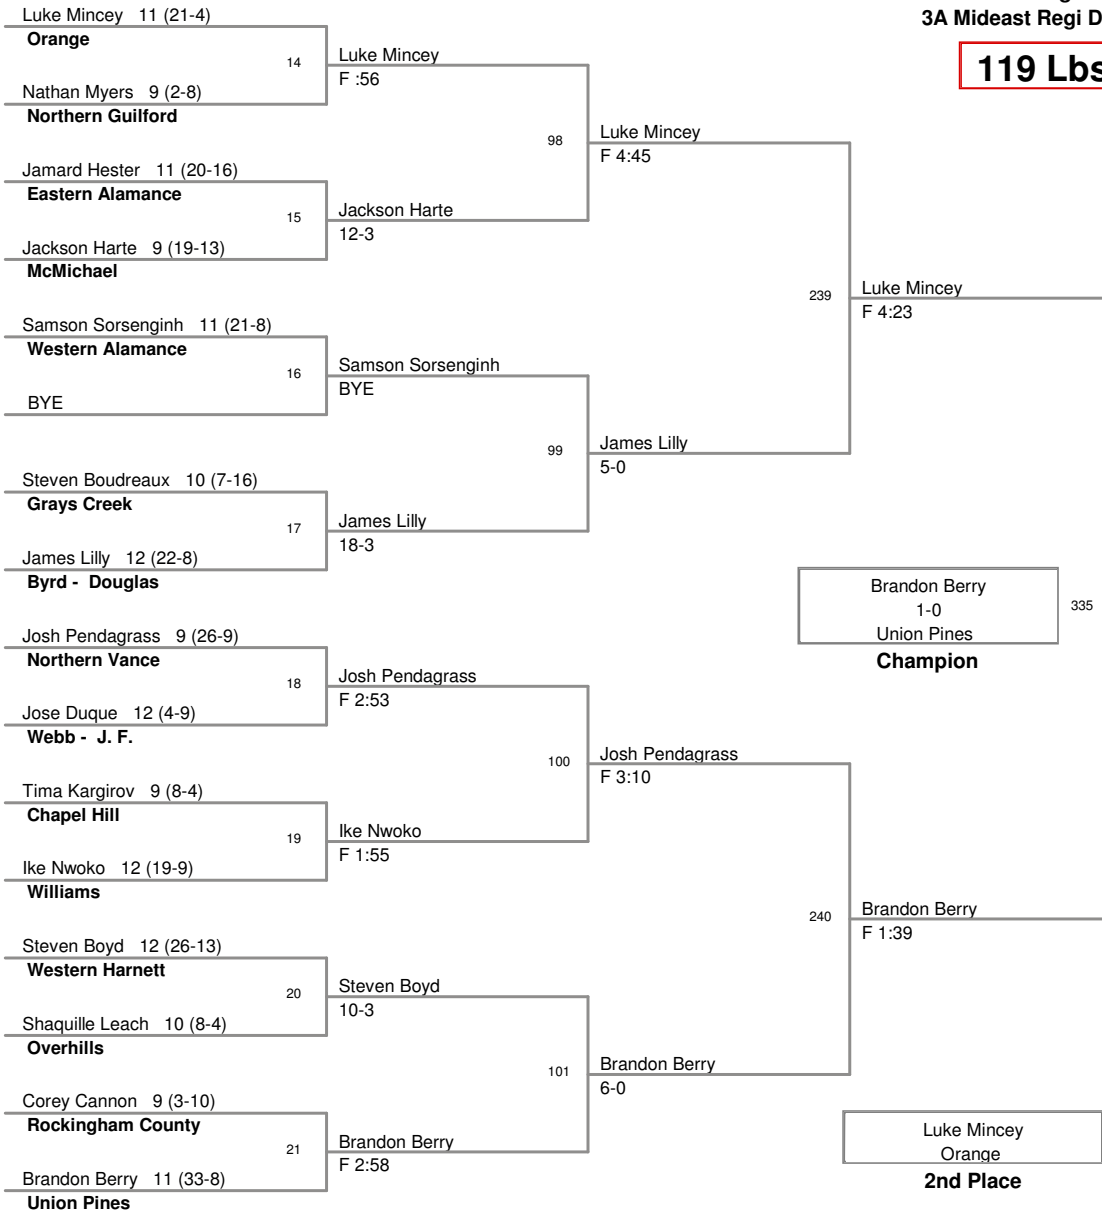 3A Mideast Regi D
119 Lbs
Luke Mincey 11 (21-4)
Orange
14
Nathan Myers 9 (2-8)
Northern Guilford
Luke Mincey
F :56
Jamard Hester 11 (20-16)
Eastern Alamance
15
Jackson Harte 9 (19-13)
McMichael
Jackson Harte
12-3
98
Luke Mincey
F 4:45
Samson Sorsenginh 11 (21-8)
Western Alamance
16
BYE
Samson Sorsenginh
BYE
Steven Boudreaux 10 (7-16)
Grays Creek
17
James Lilly 12 (22-8)
Byrd - Douglas
James Lilly
18-3
99
James Lilly
5-0
239
Luke Mincey
F 4:23
Josh Pendagrass 9 (26-9)
Northern Vance
18
Jose Duque 12 (4-9)
Webb - J. F.
Josh Pendagrass
F 2:53
Tima Kargirov 9 (8-4)
Chapel Hill
19
Ike Nwoko 12 (19-9)
Williams
Ike Nwoko
F 1:55
100
Josh Pendagrass
F 3:10
Steven Boyd 12 (26-13)
Western Harnett
20
Shaquille Leach 10 (8-4)
Overhills
Steven Boyd
10-3
Corey Cannon 9 (3-10)
Rockingham County
21
Brandon Berry 11 (33-8)
Union Pines
Brandon Berry
F 2:58
101
Brandon Berry
6-0
240
Brandon Berry
F 1:39
Brandon Berry
1-0
Union Pines
335
Champion
Luke Mincey
Orange
2nd Place